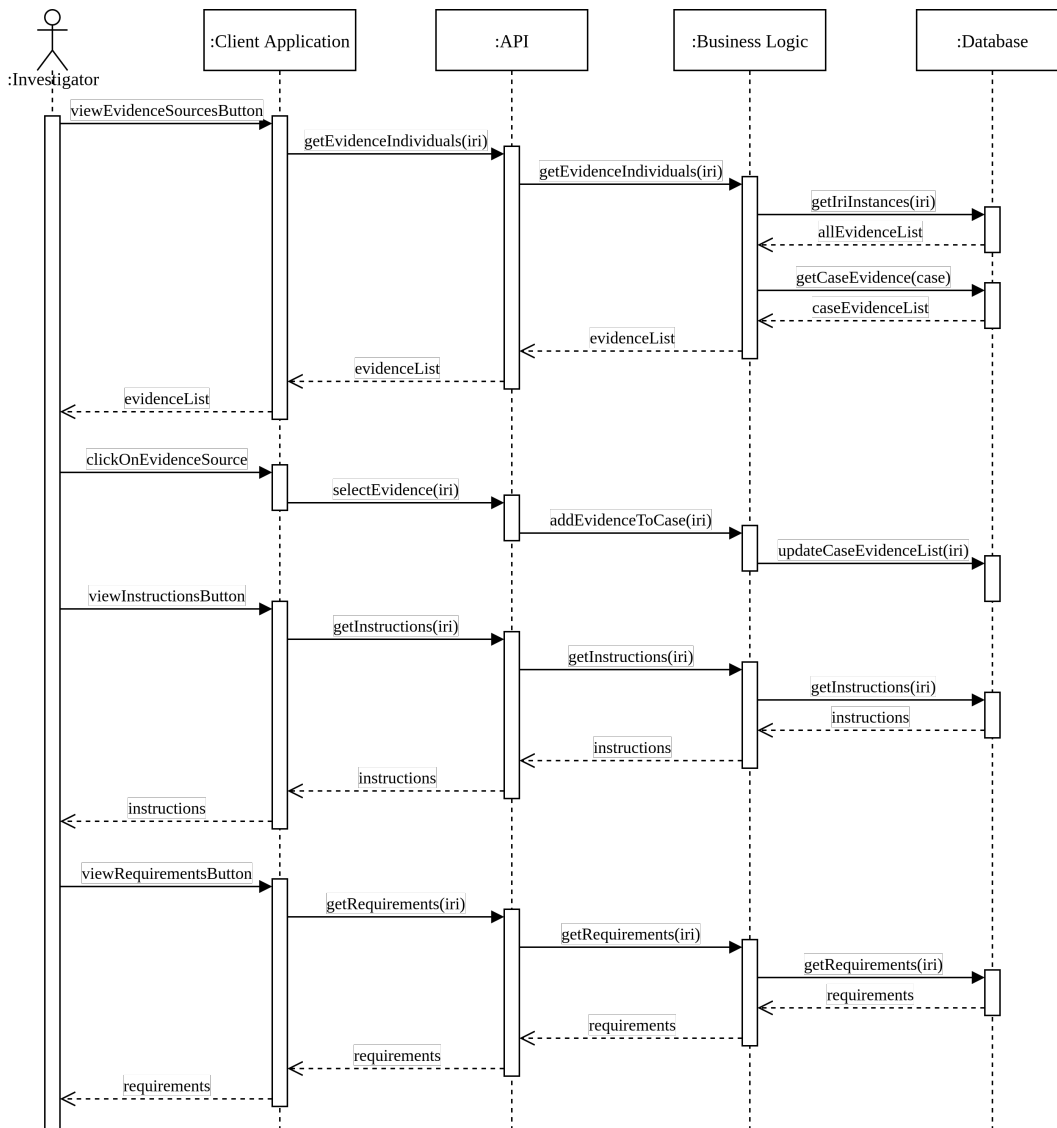 :Investigator
:Client Application
:API
:Business Logic
:Database
viewEvidenceSourcesButton
getEvidenceIndividuals(iri)
getEvidenceIndividuals(iri)
getIriInstances(iri)
allEvidenceList
getCaseEvidence(case)
caseEvidenceList
evidenceList
evidenceList
evidenceList
clickOnEvidenceSource
selectEvidence(iri)
addEvidenceToCase(iri)
updateCaseEvidenceList(iri)
viewInstructionsButton
getInstructions(iri)
getInstructions(iri)
getInstructions(iri)
instructions
instructions
instructions
instructions
viewRequirementsButton
getRequirements(iri)
getRequirements(iri)
getRequirements(iri)
requirements
requirements
requirements
requirements